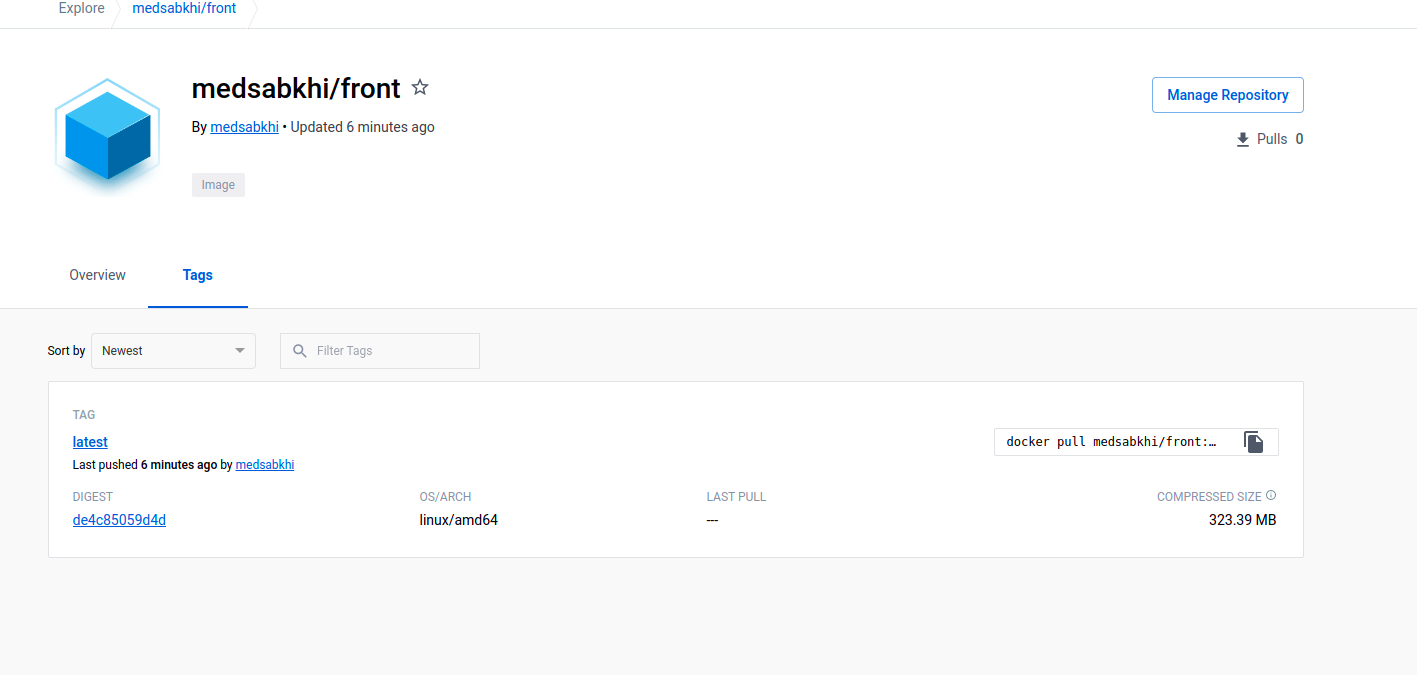 Explore medsabkhi/front
medsabkhi/front
By medsabkhi • Updated 6 minutes ago
Manage Repository
Pulls 0
Image
Overview Tags
Sort by Newest Filter Tags
TAG
latest
docker pull medsabkhi/front:…
Last pushed 6 minutes ago by medsabkhi
DIGEST OS/ARCH LAST PULL COMPRESSED SIZE
de4c85059d4d linux/amd64 --- 323.39 MB